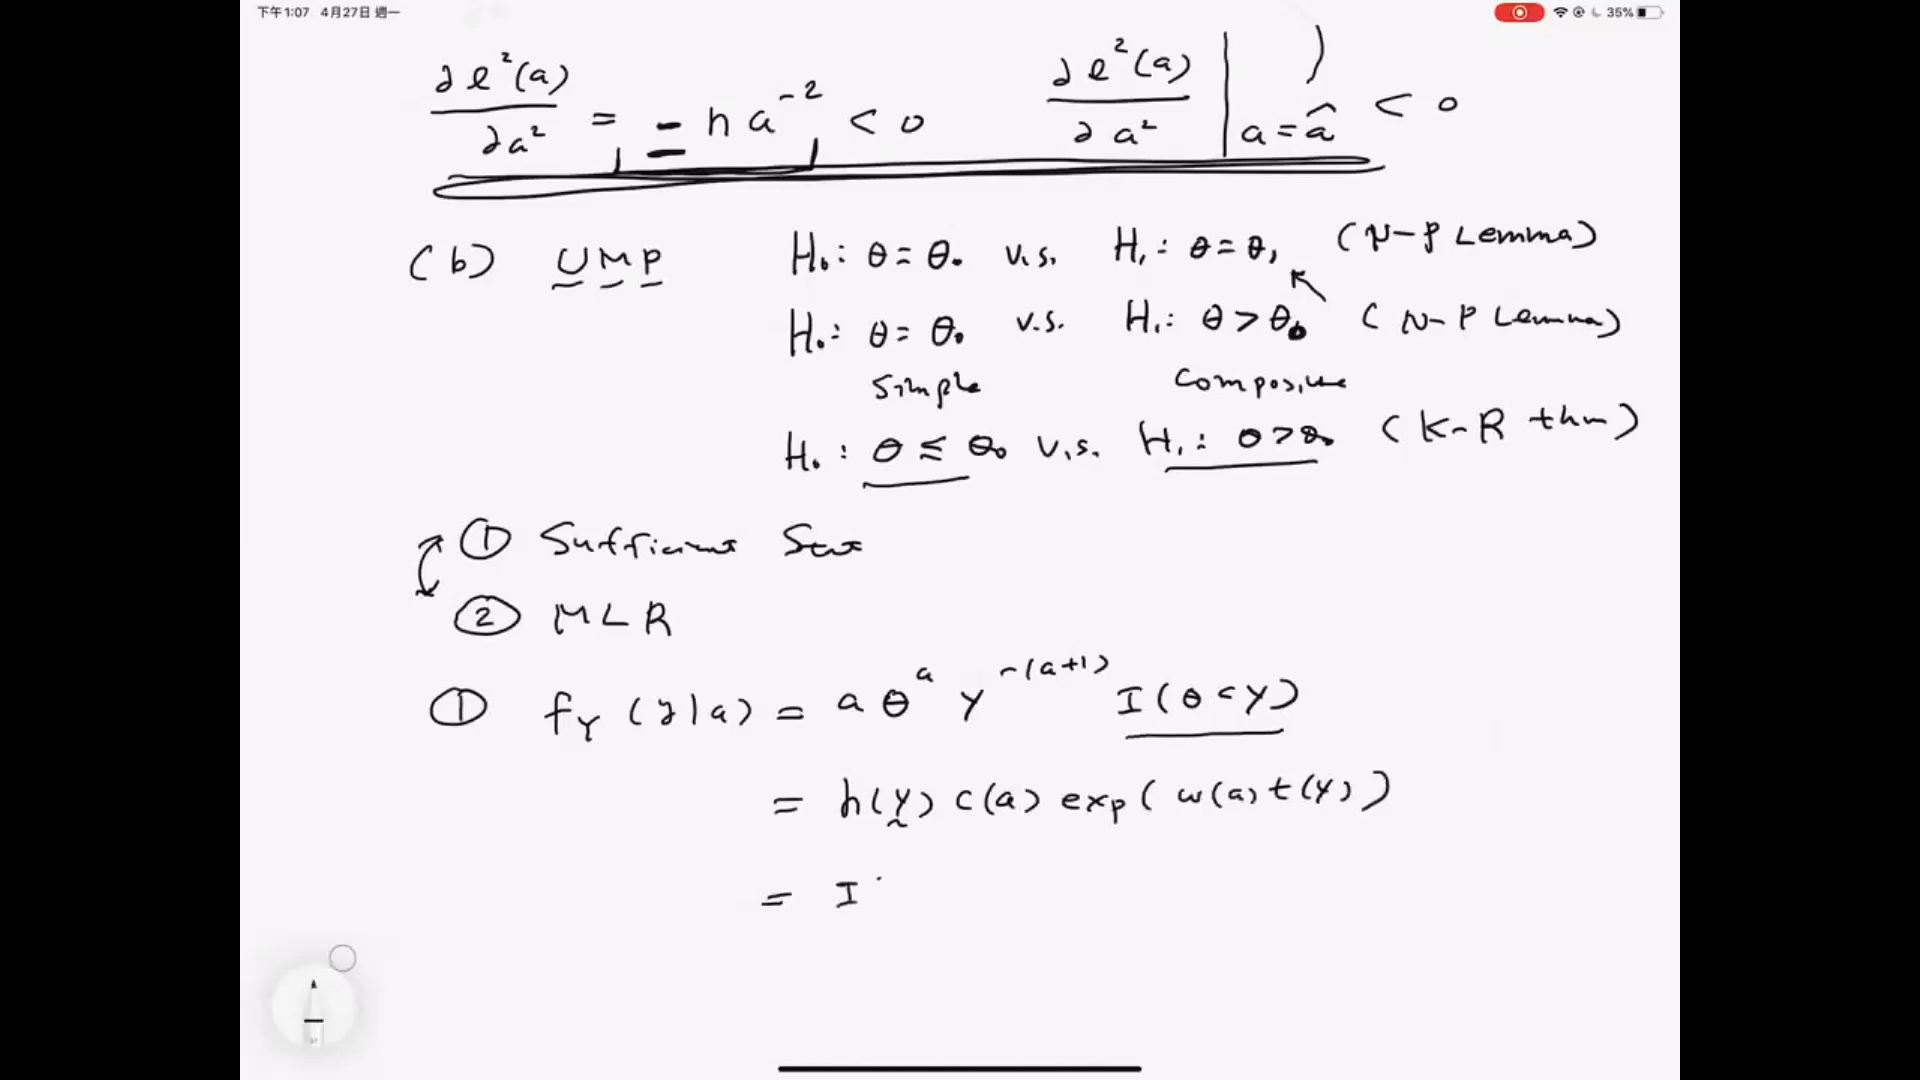 下午1:07 4月27日 週一
35%
∂ℓ²(a)/∂a² = -n a⁻² < 0    ∂ℓ²(a)/∂a² | a=â < 0 )
(b) UMP H₀: θ = θ₀ v.s. H₁: θ = θ₁ (N-P Lemma)
H₀: θ = θ₀ v.s. H₁: θ > θ₀ (N-P Lemma)
Simple Composite
H₀: θ ≤ θ₀ v.s. H₁: θ > θ₀ (K-R thm)
① Sufficient Stat
② MLR
① f_Y(y|a) = a θ^a y^-(a+1) I(θ<y)
= h(y) c(a) exp( w(a) t(y) )
= I